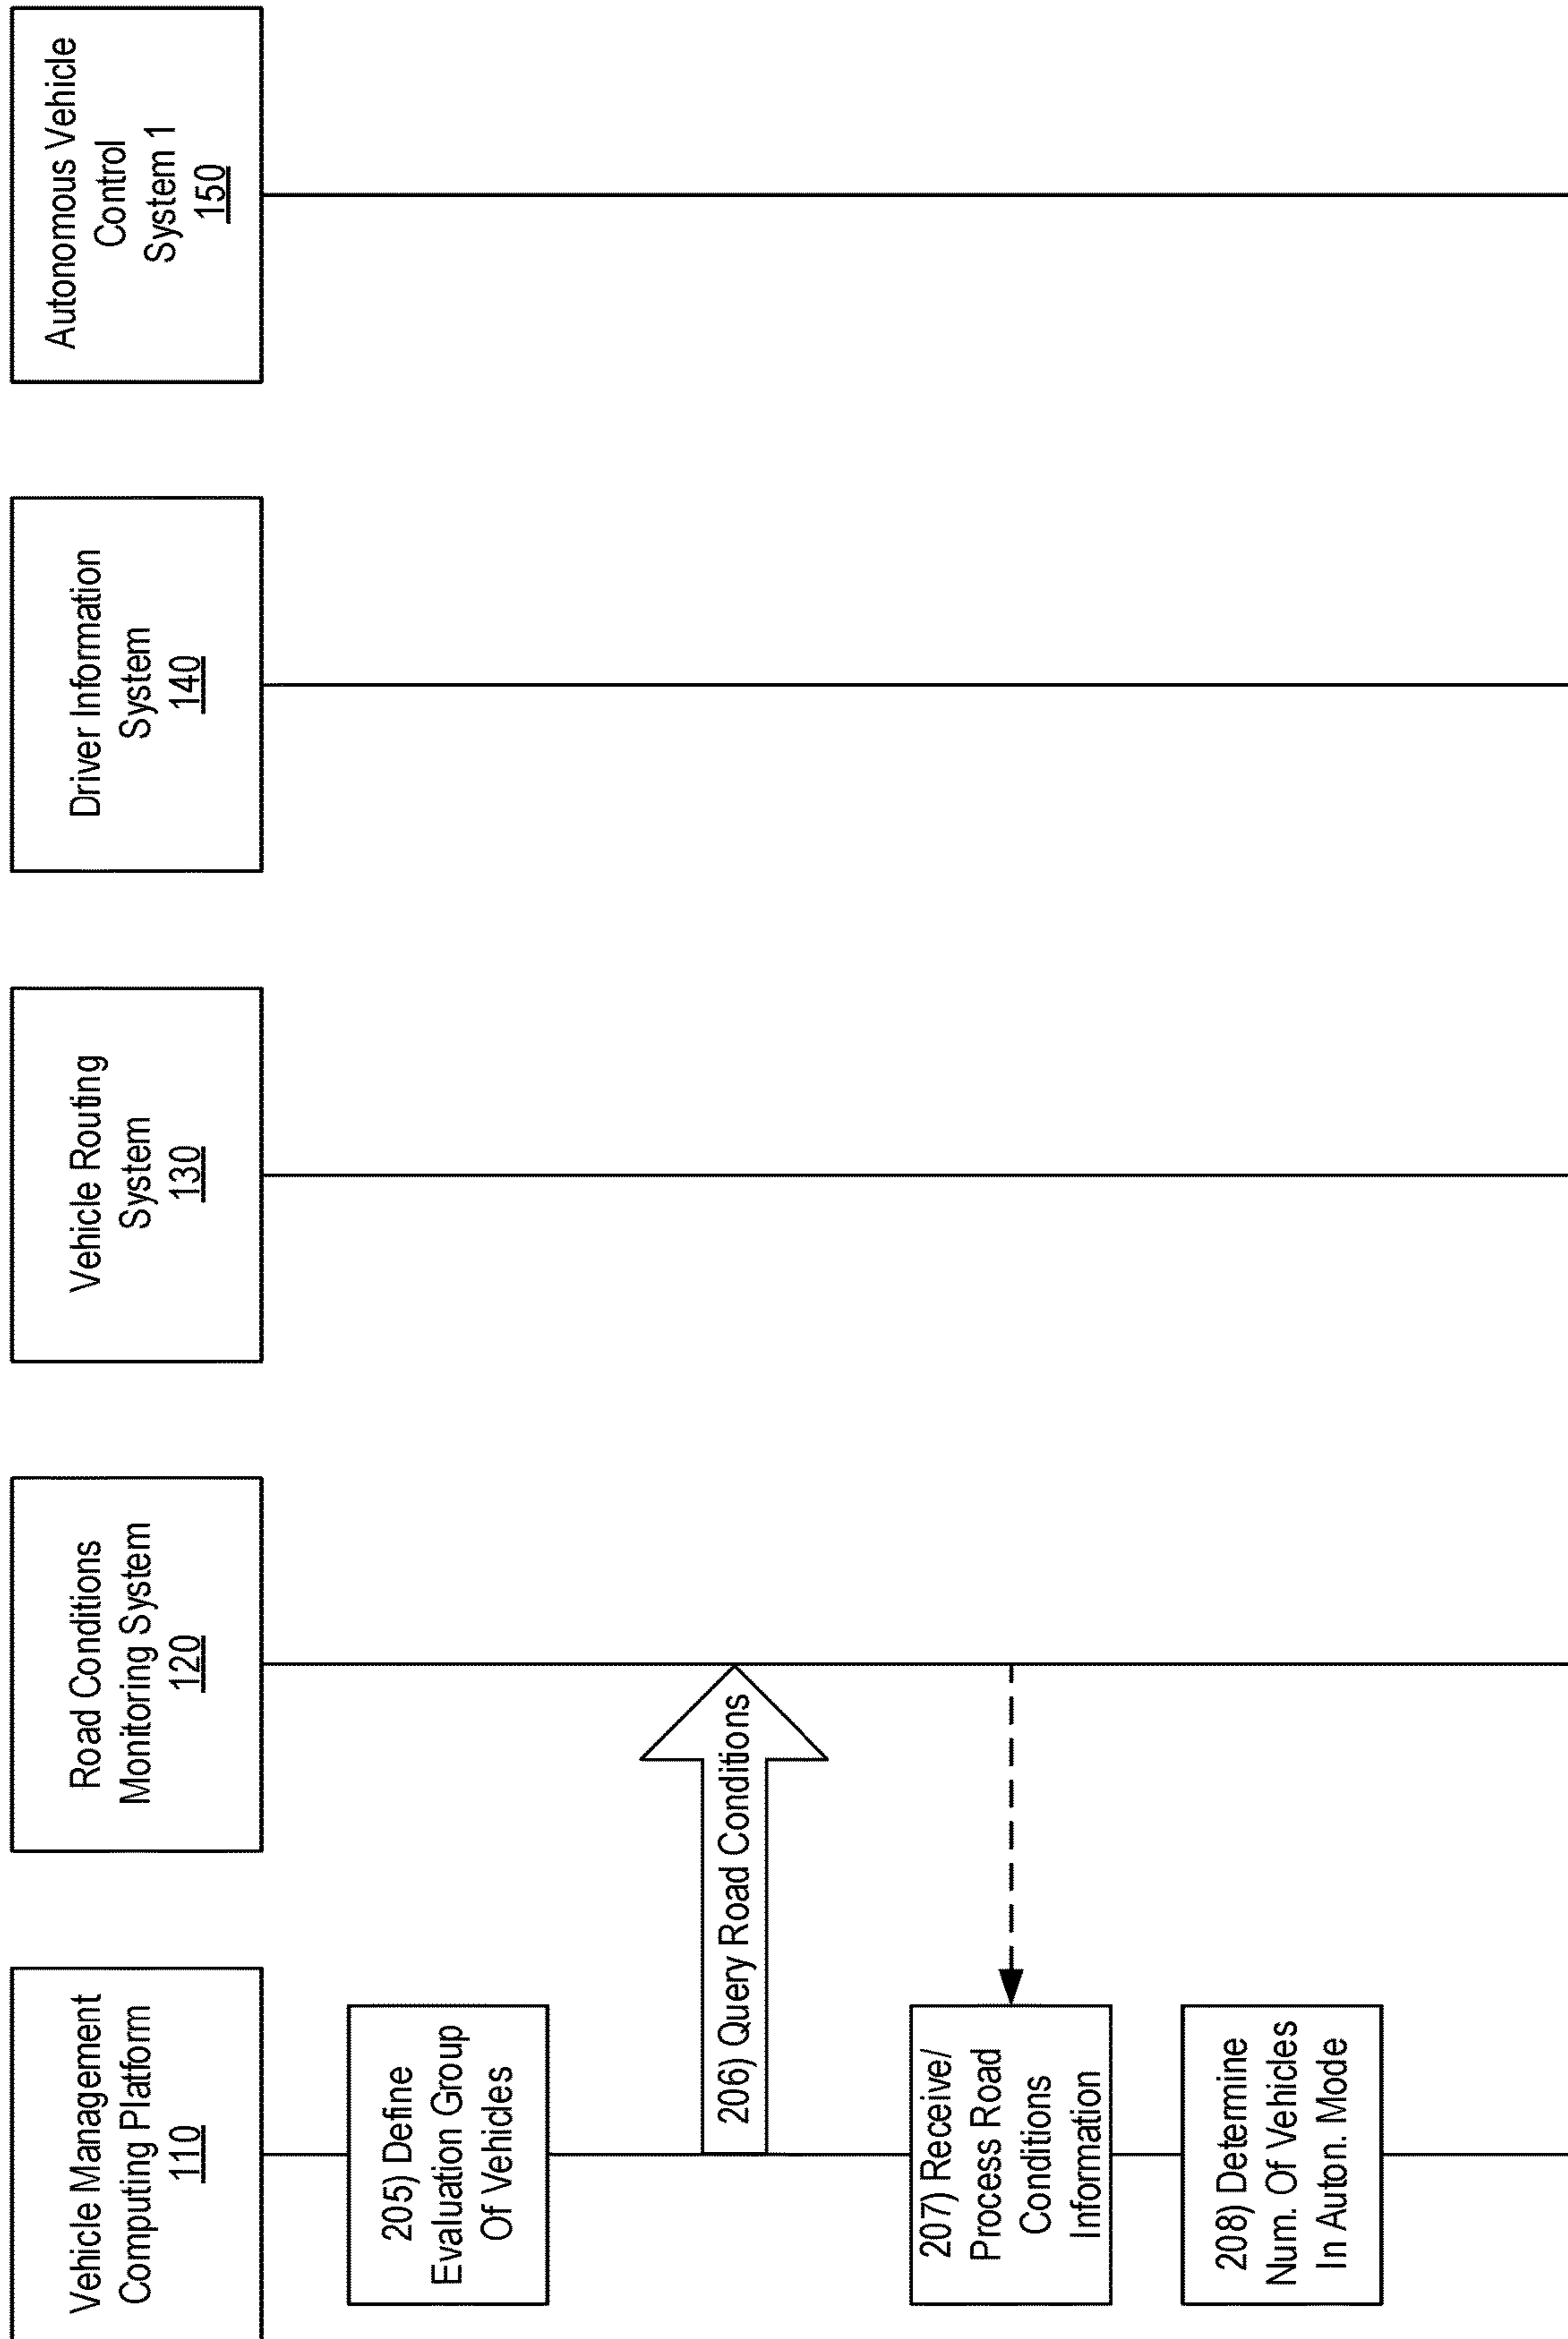 Vehicle Management
Computing Platform
110
Road Conditions
Monitoring System
120
Vehicle Routing
System
130
Driver Information
System
140
Autonomous Vehicle
Control
System 1
150
205) Define
Evaluation Group
Of Vehicles
206) Query Road Conditions
207) Receive/
Process Road
Conditions
Information
208) Determine
Num. Of Vehicles
In Auton. Mode